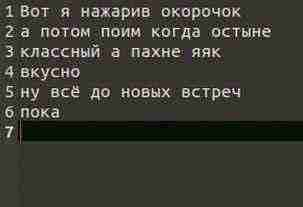 1 Вот я нажарив окорочок
2 а потом поим когда остыне
3 классный а пахне яяк
4 вкусно
5 ну всё до новых встреч
6 пока
7